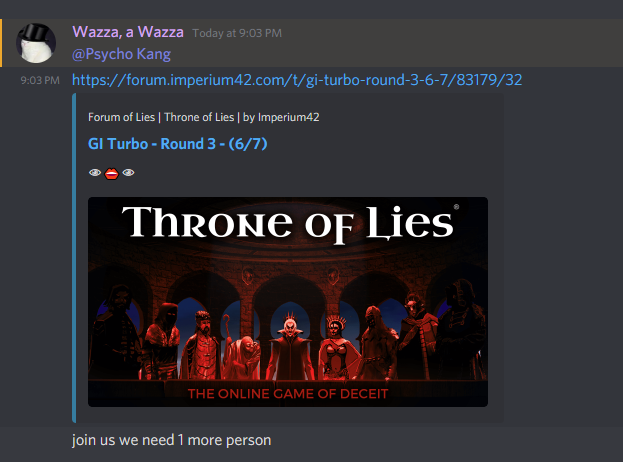 Wazza, a Wazza Today at 9:03 PM
@Psycho Kang
9:03 PM https://forum.imperium42.com/t/gi-turbo-round-3-6-7/83179/32
Forum of Lies | Throne of Lies | by Imperium42
GI Turbo - Round 3 - (6/7)
👁 👄 👁
THRONE OF LIES®
THE ONLINE GAME OF DECEIT
join us we need 1 more person